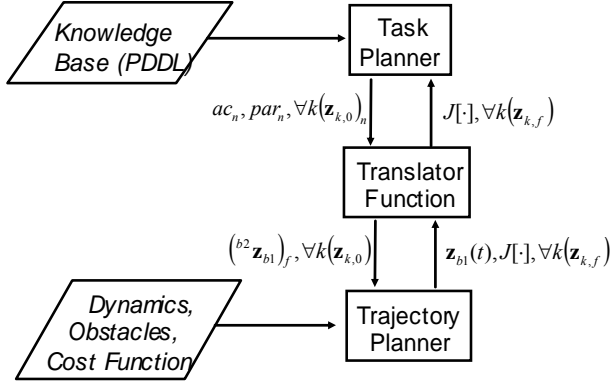 Knowledge
Base (PDDL)
Task
Planner
ac_n, par_n, ∀k(z_{k,0})_n
J[·], ∀k(z_{k,f})
Translator
Function
(^{b2}z_{b1})_f, ∀k(z_{k,0})
z_{b1}(t), J[·], ∀k(z_{k,f})
Dynamics,
Obstacles,
Cost Function
Trajectory
Planner